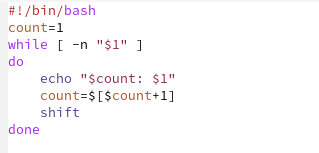 #!/bin/bash
count=1
while [ -n "$1" ]
do
    echo "$count: $1"
    count=$[$count+1]
    shift
done